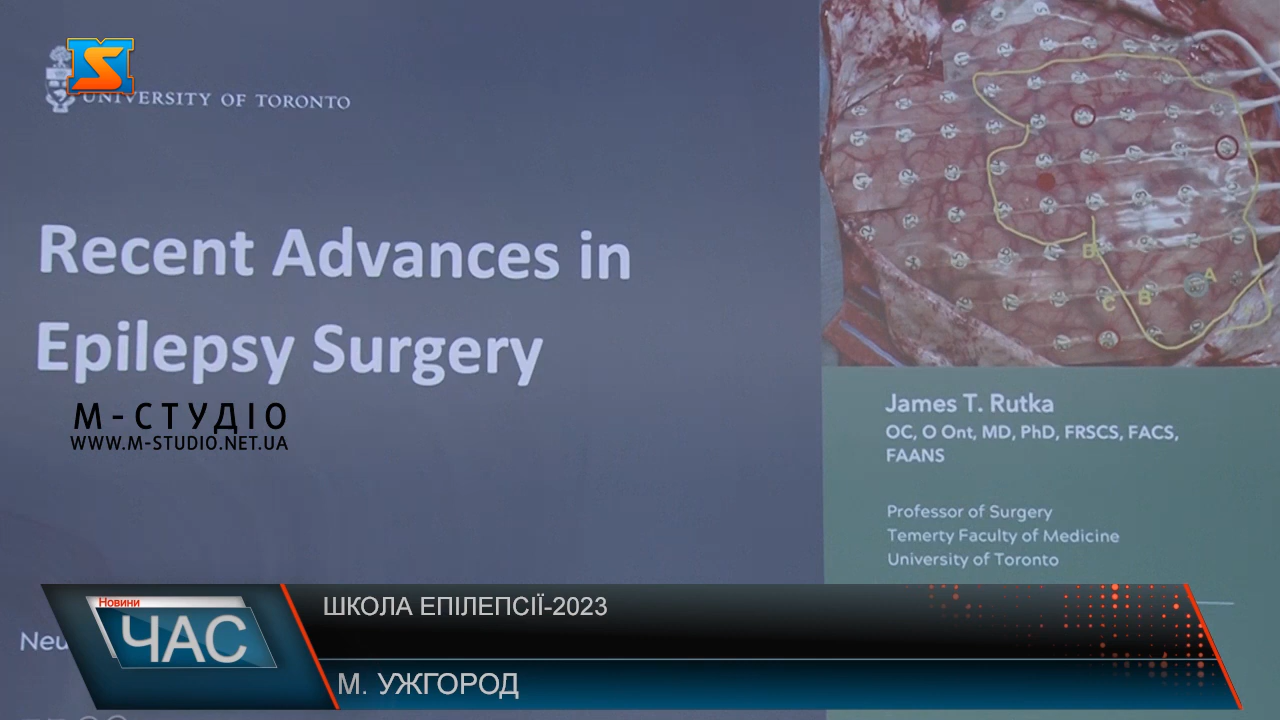 UNIVERSITY OF TORONTO
Recent Advances in
Epilepsy Surgery
М-СТУДІО
WWW.M-STUDIO.NET.UA
D
A
C
B
James T. Rutka
OC, O Ont, MD, PhD, FRSCS, FACS,
FAANS
Professor of Surgery
Temerty Faculty of Medicine
University of Toronto
Новини
ЧАС
ШКОЛА ЕПІЛЕПСІЇ-2023
М. УЖГОРОД